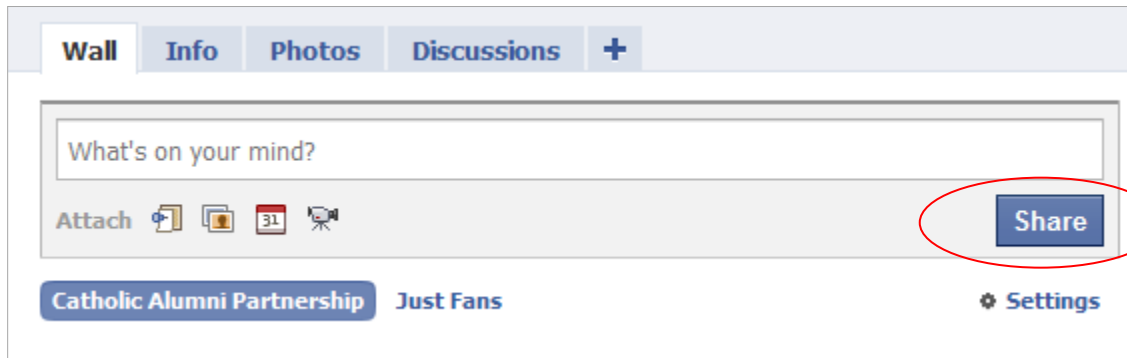 Wall Info Photos Discussions +
What's on your mind?
Attach 31 Share
Catholic Alumni Partnership Just Fans Settings